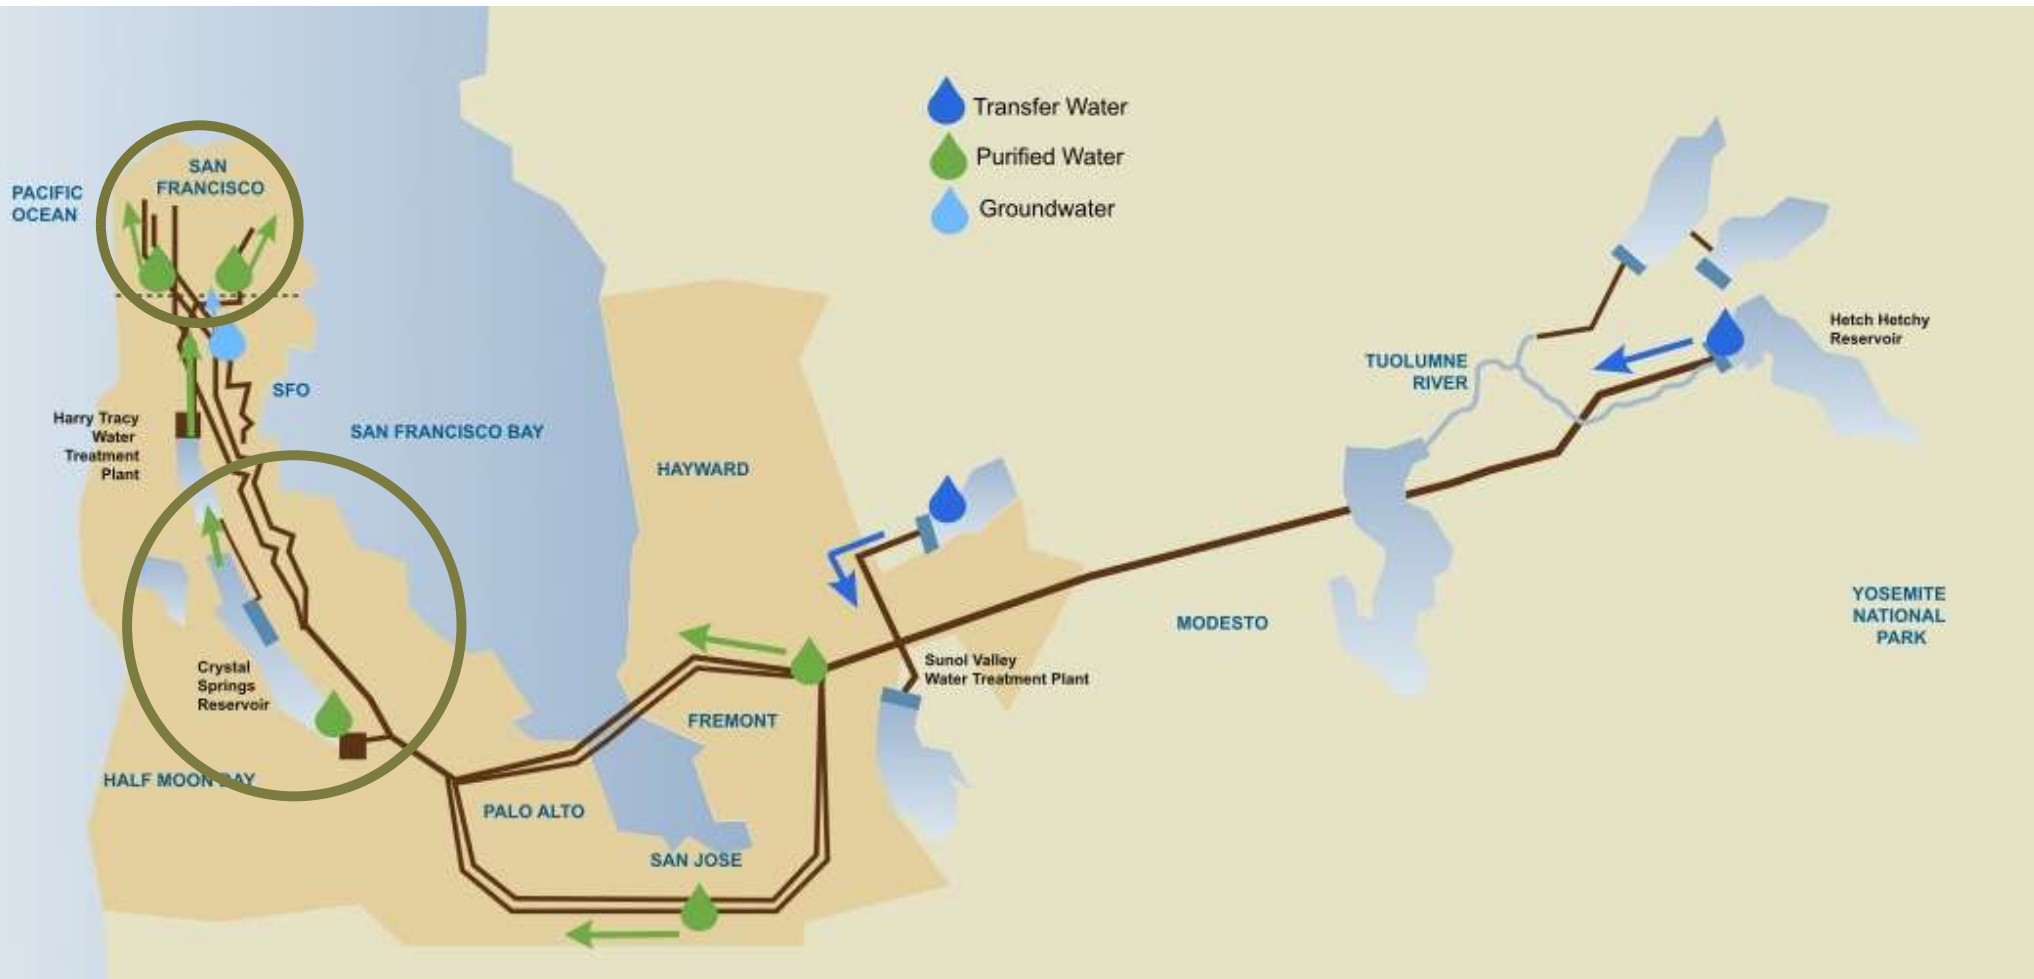 Transfer Water
Purified Water
Groundwater
SAN
FRANCISCO
PACIFIC
OCEAN
SFO
Harry Tracy
Water
Treatment
Plant
SAN FRANCISCO BAY
HAYWARD
TUOLUMNE
RIVER
Hetch Hetchy
Reservoir
YOSEMITE
NATIONAL
PARK
MODESTO
Sunol Valley
Water Treatment Plant
Crystal
Springs
Reservoir
FREMONT
HALF MOON BAY
PALO ALTO
SAN JOSE